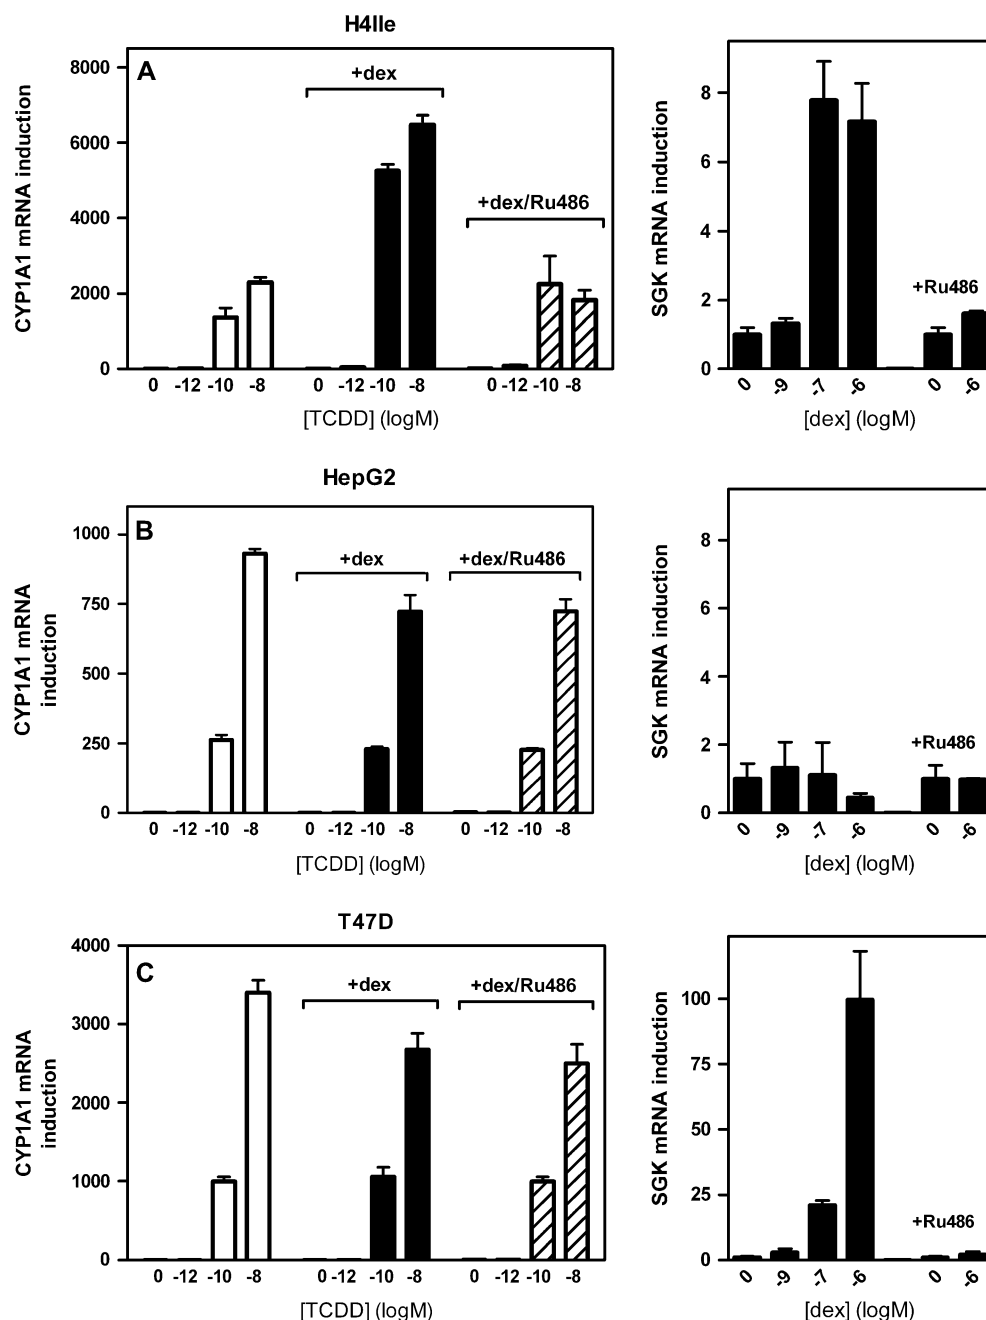 H4IIe
A
CYP1A1 mRNA induction
8000
6000
4000
2000
0
+dex
+dex/Ru486
0 -12 -10 -8 0 -12 -10 -8 0 -12 -10 -8
[TCDD] (logM)
SGK mRNA induction
8
6
4
2
0
+Ru486
0 -9 -7 -6 0 -6
[dex] (logM)
HepG2
B
CYP1A1 mRNA
induction
1000
750
500
250
0
+dex
+dex/Ru486
0 -12 -10 -8 0 -12 -10 -8 0 -12 -10 -8
[TCDD] (logM)
SGK mRNA induction
8
6
4
2
0
+Ru486
0 -9 -7 -6 0 -6
[dex] (logM)
T47D
C
CYP1A1 mRNA
induction
4000
3000
2000
1000
0
+dex
+dex/Ru486
0 -12 -10 -8 0 -12 -10 -8 0 -12 -10 -8
[TCDD] (logM)
SGK mRNA induction
100
75
50
25
0
+Ru486
0 -9 -7 -6 0 -6
[dex] (logM)